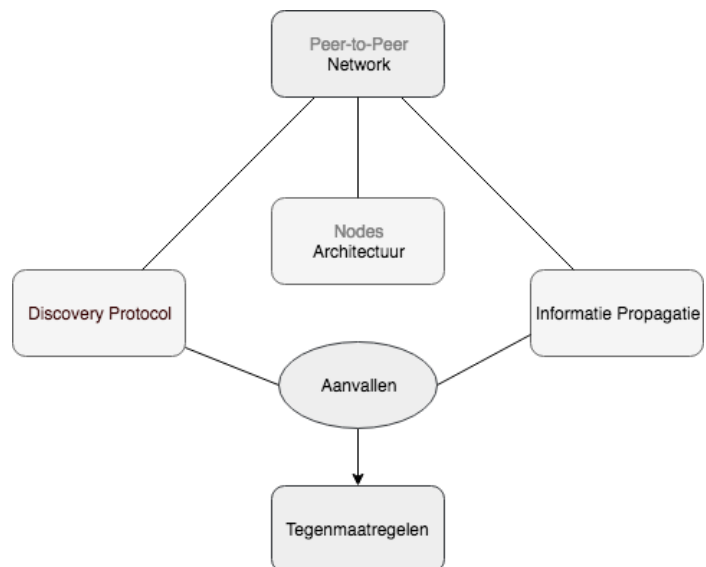 Peer-to-Peer
Network
Nodes
Architectuur
Discovery Protocol
Informatie Propagatie
Aanvallen
Tegenmaatregelen